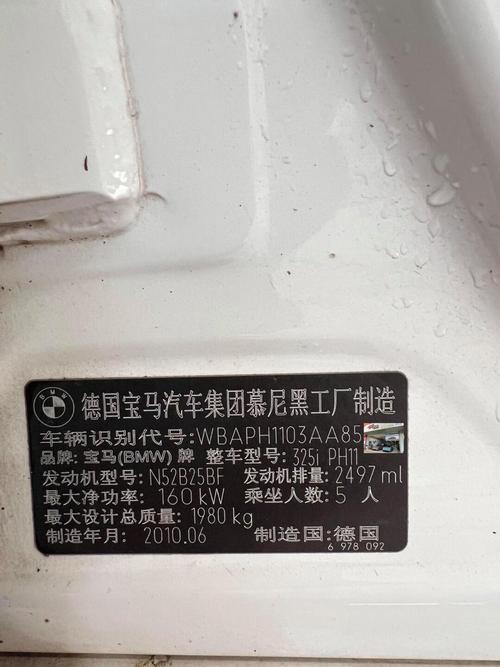 BMW
德国宝马汽车集团慕尼黑工厂制造
车辆识别代号:WBAPH1103AA85
品牌: 宝马(BMW) 牌 整车型号: 325i PH11
发动机型号: N52B25BF 发动机排量: 2497 ml
最大净功率: 160 kW 乘坐人数: 5 人
最大设计总质量: 1980 kg
制造年月: 2010.06 制造国:德国
6 978 092